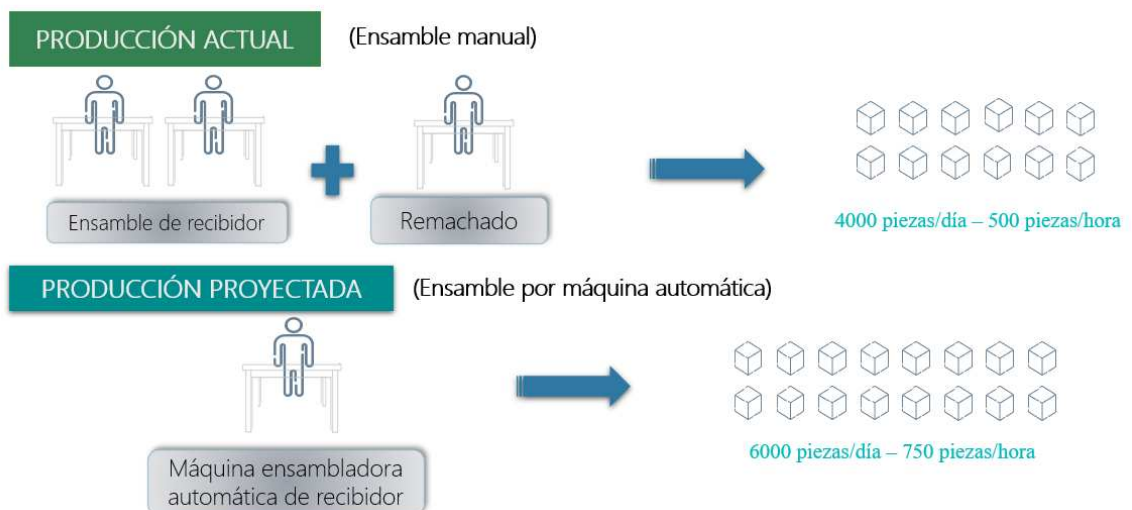 PRODUCCIÓN ACTUAL (Ensamble manual)
Ensamble de recibidor
Remachado
4000 piezas/día – 500 piezas/hora
PRODUCCIÓN PROYECTADA (Ensamble por máquina automática)
Máquina ensambladora
automática de recibidor
6000 piezas/día – 750 piezas/hora